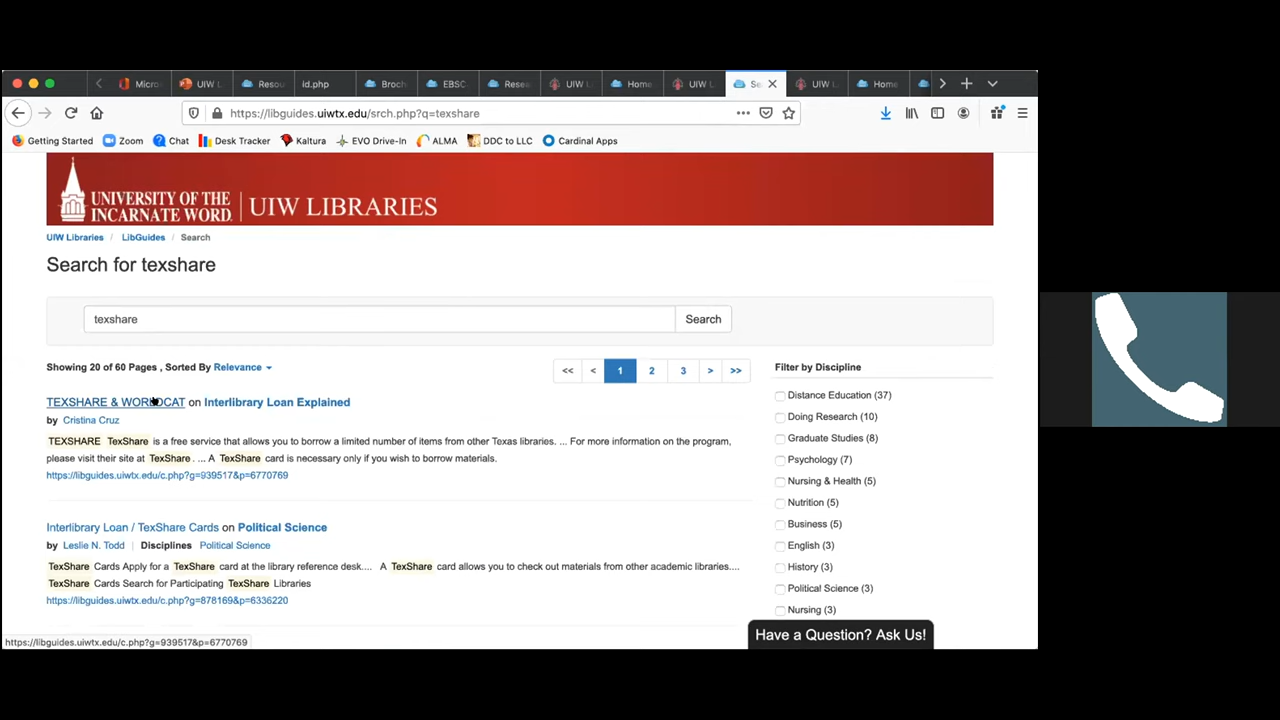 Micros
UIW L
Resou
id.php
Broch
EBSC
Resea
UIW L
Home
UIW L
Se
UIW L
Home
https://libguides.uiwtx.edu/srch.php?q=texshare
Getting Started Zoom Chat Desk Tracker Kaltura EVO Drive-In ALMA DDC to LLC Cardinal Apps
UNIVERSITY OF THE
INCARNATE WORD
UIW LIBRARIES
UIW Libraries / LibGuides / Search
Search for texshare
texshare Search
Showing 20 of 60 Pages , Sorted By Relevance
<< < 1 2 3 > >>
TEXSHARE & WORLDCAT on Interlibrary Loan Explained
by Cristina Cruz
TEXSHARE TexShare is a free service that allows you to borrow a limited number of items from other Texas libraries. ... For more information on the program,
please visit their site at TexShare. ... A TexShare card is necessary only if you wish to borrow materials.
https://libguides.uiwtx.edu/c.php?g=939517&p=6770769
Interlibrary Loan / TexShare Cards on Political Science
by Leslie N. Todd | Disciplines Political Science
TexShare Cards Apply for a TexShare card at the library reference desk.... A TexShare card allows you to check out materials from other academic libraries....
TexShare Cards Search for Participating TexShare Libraries
https://libguides.uiwtx.edu/c.php?g=878169&p=6336220
Filter by Discipline
Distance Education (37)
Doing Research (10)
Graduate Studies (8)
Psychology (7)
Nursing & Health (5)
Nutrition (5)
Business (5)
English (3)
History (3)
Political Science (3)
Nursing (3)
Have a Question? Ask Us!
https://libguides.uiwtx.edu/c.php?g=939517&p=6770769